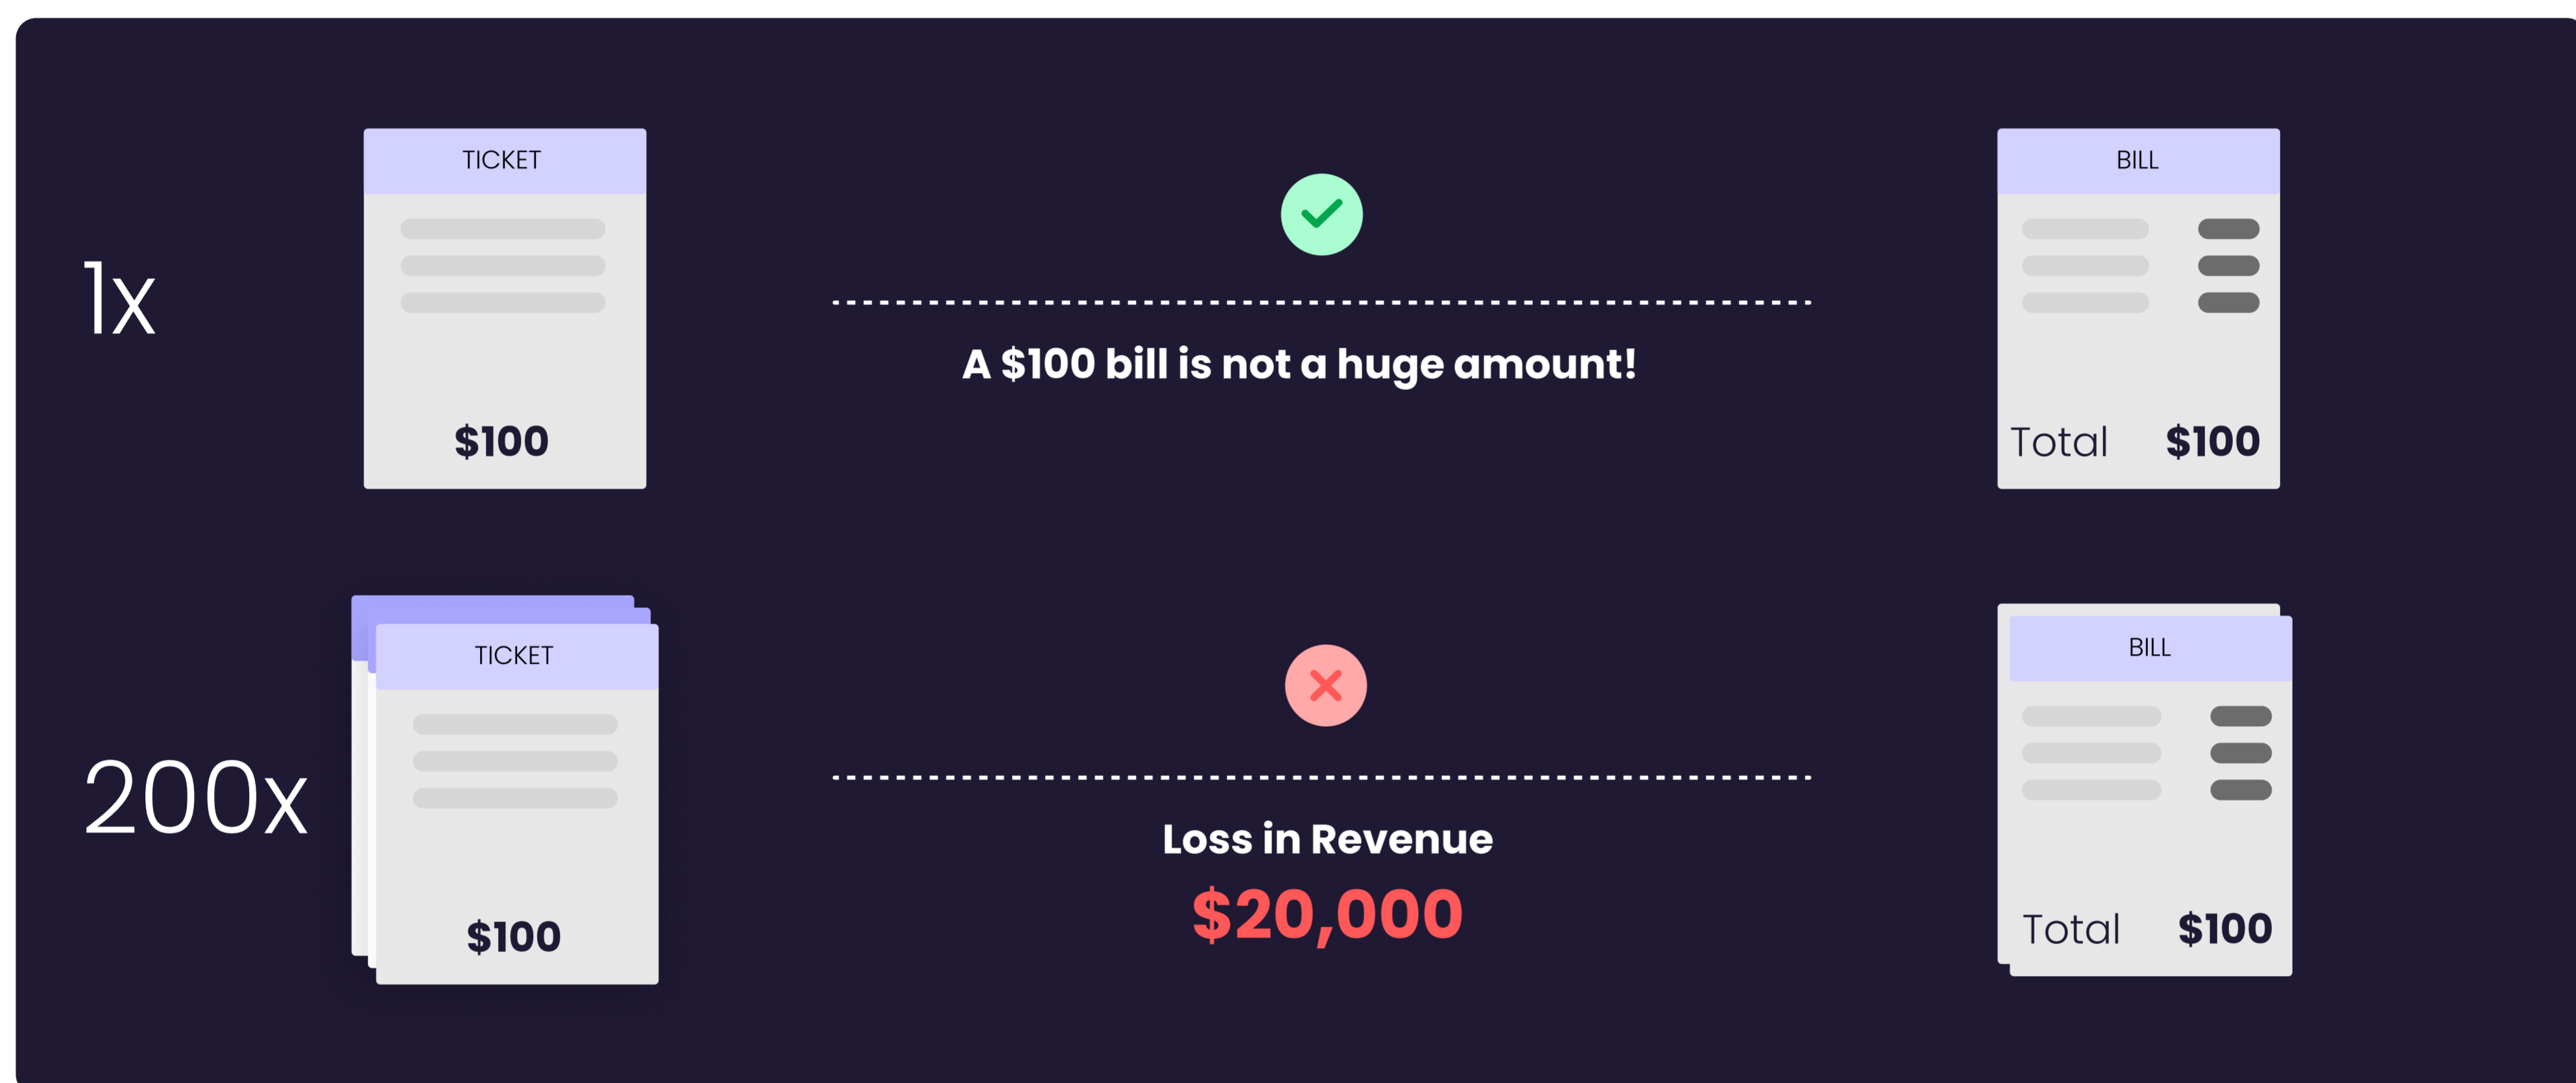 TICKET
BILL
1x
A $100 bill is not a huge amount!
$100
Total $100
TICKET
BILL
200x
Loss in Revenue
$20,000
$100
Total $100